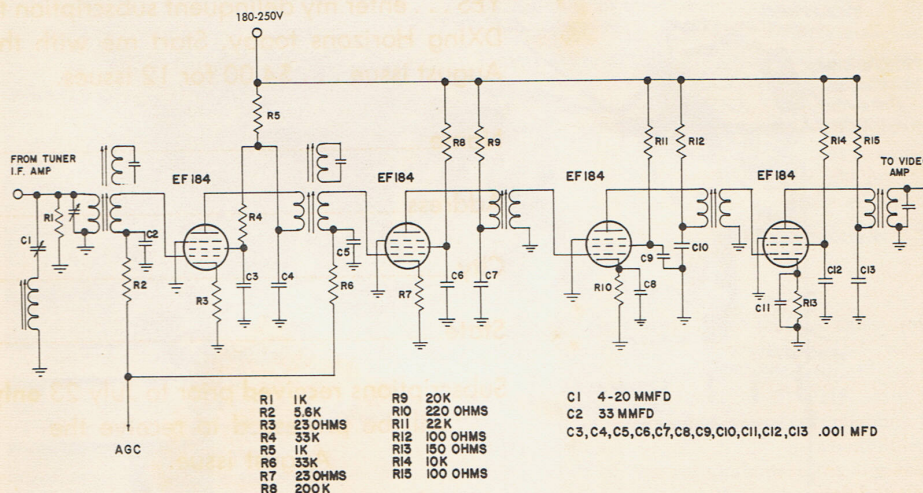 180-250V
FROM TUNER
I.F. AMP
TO VIDEO
AMP
EF184
EF184
EF184
EF184
R5
R8
R9
R11
R12
R14
R15
R1
C1
C2
R2
R4
R3
C3
C4
C5
R6
R7
C6
C7
R10
C8
C9
C10
C11
R13
C12
C13
AGC
R1 1K
R2 5.6K
R3 23 OHMS
R4 33K
R5 1K
R6 33K
R7 23 OHMS
R8 200K
R9 20K
R10 220 OHMS
R11 22K
R12 100 OHMS
R13 150 OHMS
R14 10K
R15 100 OHMS
C1 4-20 MMFD
C2 33 MMFD
C3,C4,C5,C6,C7,C8,C9,C10,C11,C12,C13 .001 MFD